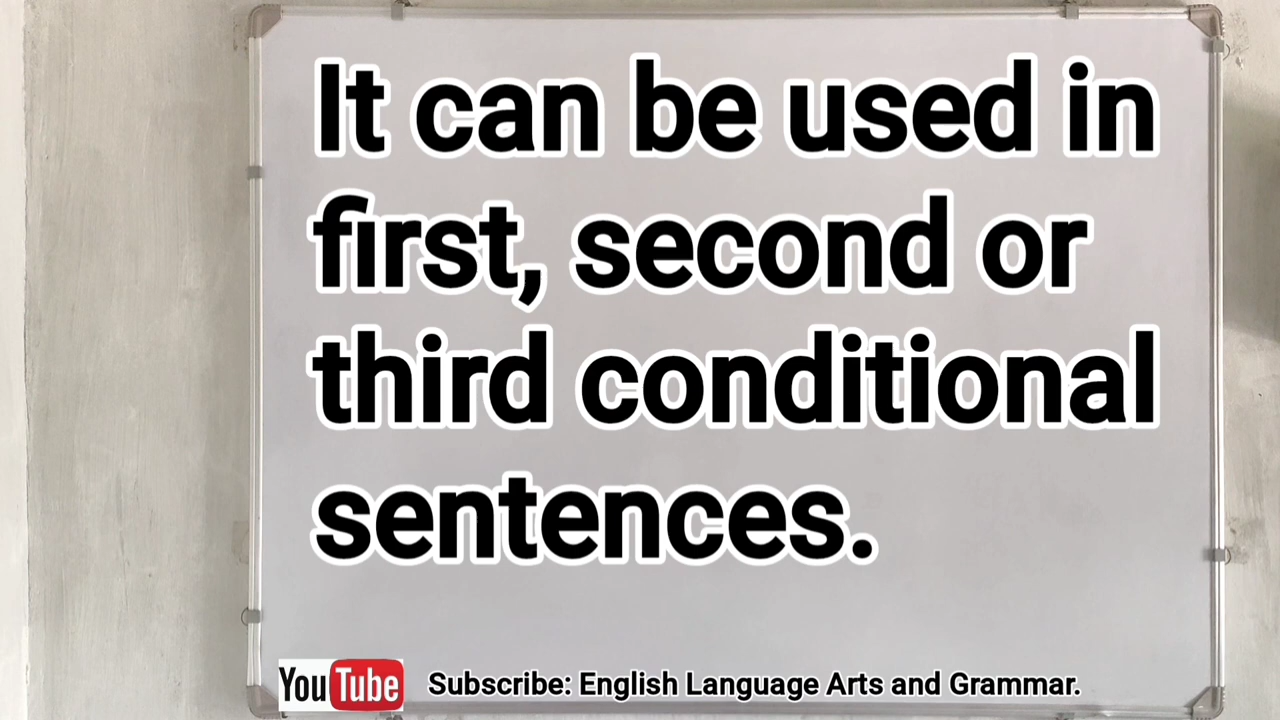 It can be used in
first, second or
third conditional
sentences.
YouTube Subscribe: English Language Arts and Grammar.